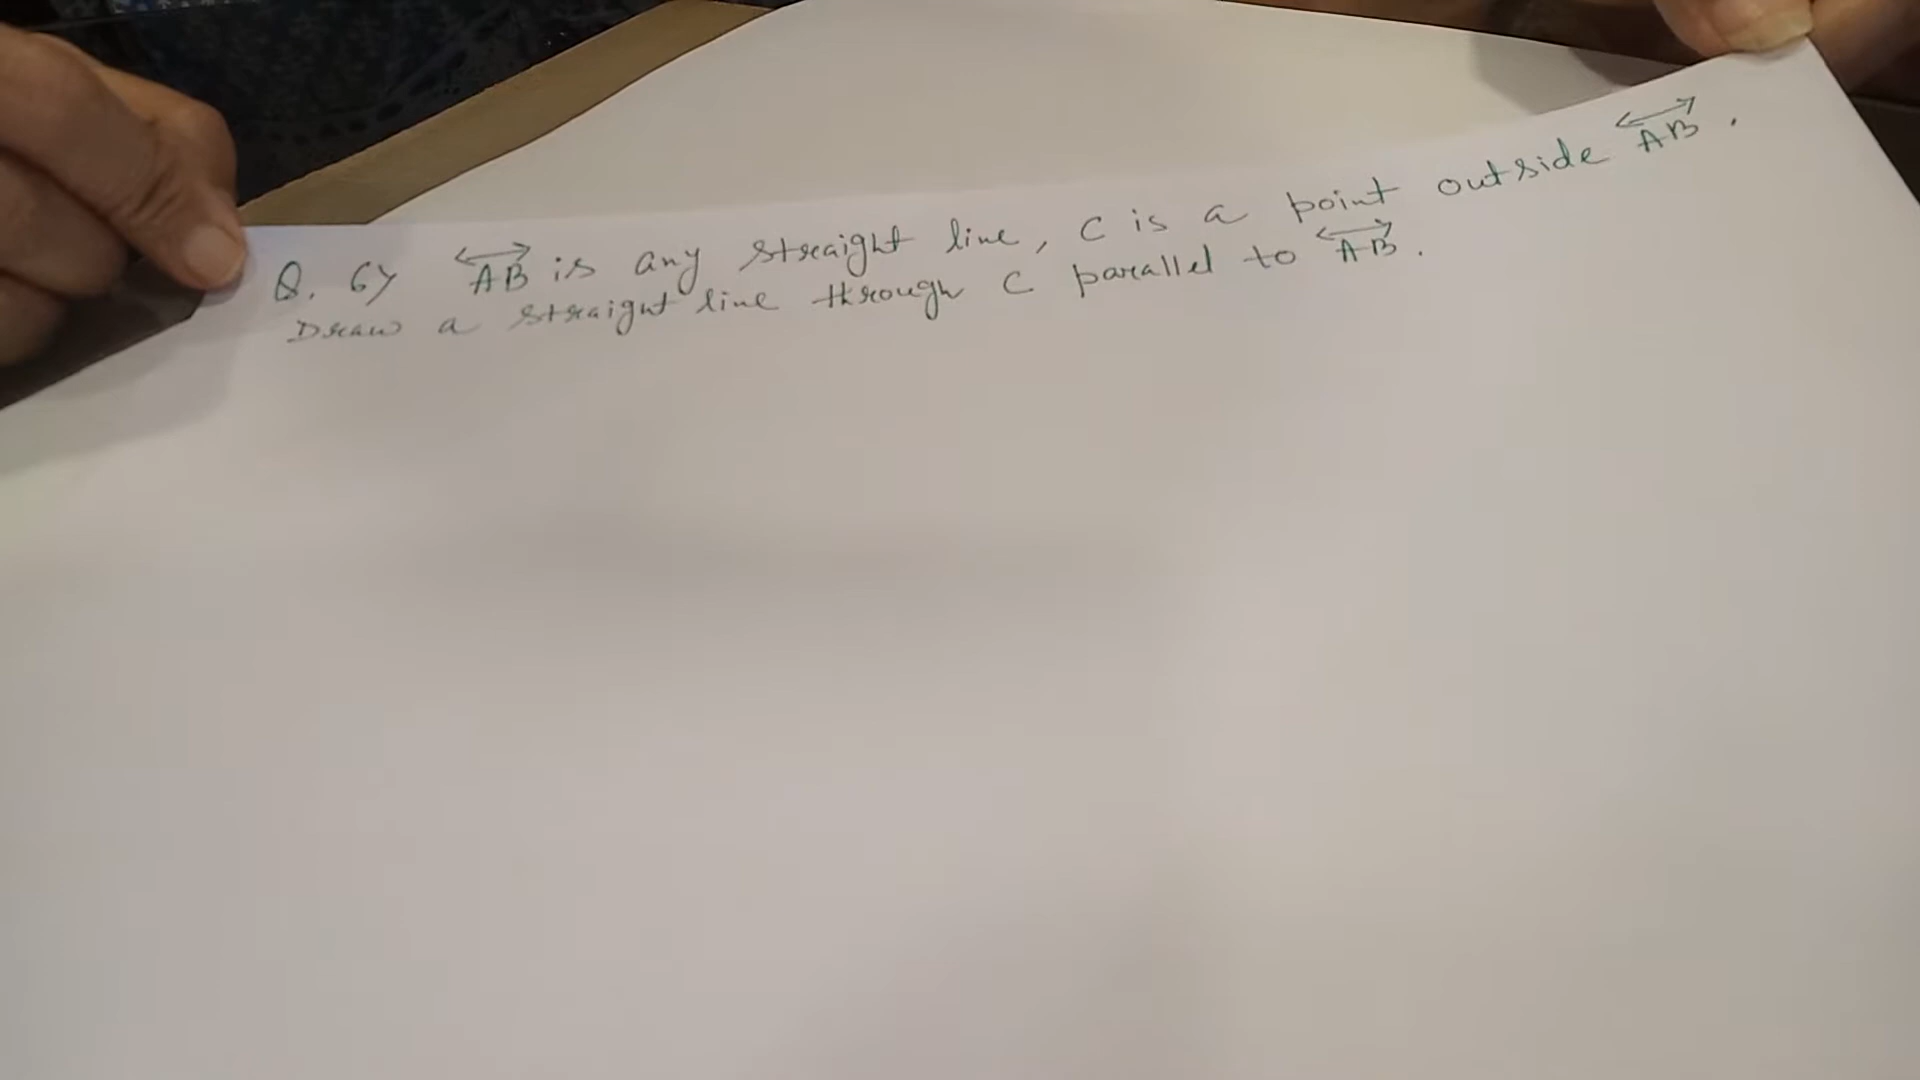 Q. 6) AB is any straight line, C is a point outside AB.
Draw a straight line through C parallel to AB.